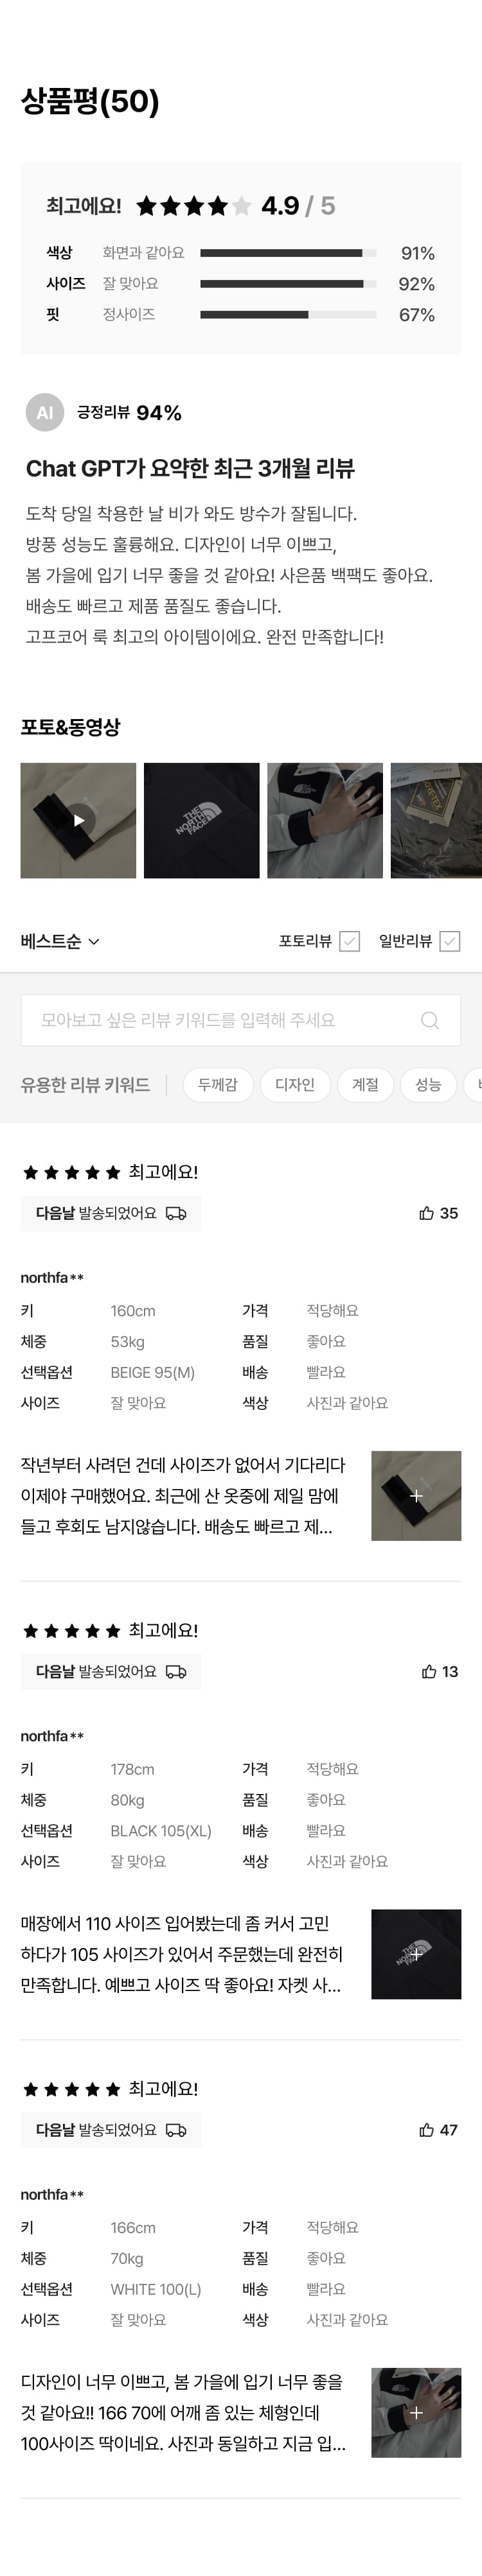 상품평(50)
최고에요! ★★★★★ 4.9 / 5
색상 화면과 같아요 91%
사이즈 잘 맞아요 92%
핏 정사이즈 67%
AI 긍정리뷰 94%
Chat GPT가 요약한 최근 3개월 리뷰
도착 당일 착용한 날 비가 와도 방수가 잘됩니다.
방풍 성능도 훌륭해요. 디자인이 너무 이쁘고,
봄 가을에 입기 너무 좋을 것 같아요! 사은품 백팩도 좋아요.
배송도 빠르고 제품 품질도 좋습니다.
고프코어 룩 최고의 아이템이에요. 완전 만족합니다!
포토&동영상
THE
NORTH
FACE
GORE-TEX
베스트순 포토리뷰 일반리뷰
모아보고 싶은 리뷰 키워드를 입력해 주세요
유용한 리뷰 키워드 두께감 디자인 계절 성능
★★★★★ 최고에요!
다음날 발송되었어요 35
northfa**
키 160cm 가격 적당해요
체중 53kg 품질 좋아요
선택옵션 BEIGE 95(M) 배송 빨라요
사이즈 잘 맞아요 색상 사진과 같아요
작년부터 사려던 건데 사이즈가 없어서 기다리다
이제야 구매했어요. 최근에 산 옷중에 제일 맘에
들고 후회도 남지않습니다. 배송도 빠르고 제...
★★★★★ 최고에요!
다음날 발송되었어요 13
northfa**
키 178cm 가격 적당해요
체중 80kg 품질 좋아요
선택옵션 BLACK 105(XL) 배송 빨라요
사이즈 잘 맞아요 색상 사진과 같아요
매장에서 110 사이즈 입어봤는데 좀 커서 고민
하다가 105 사이즈가 있어서 주문했는데 완전히
만족합니다. 예쁘고 사이즈 딱 좋아요! 자켓 사...
THE
NORTH
FACE
★★★★★ 최고에요!
다음날 발송되었어요 47
northfa**
키 166cm 가격 적당해요
체중 70kg 품질 좋아요
선택옵션 WHITE 100(L) 배송 빨라요
사이즈 잘 맞아요 색상 사진과 같아요
디자인이 너무 이쁘고, 봄 가을에 입기 너무 좋을
것 같아요!! 166 70에 어깨 좀 있는 체형인데
100사이즈 딱이네요. 사진과 동일하고 지금 입...